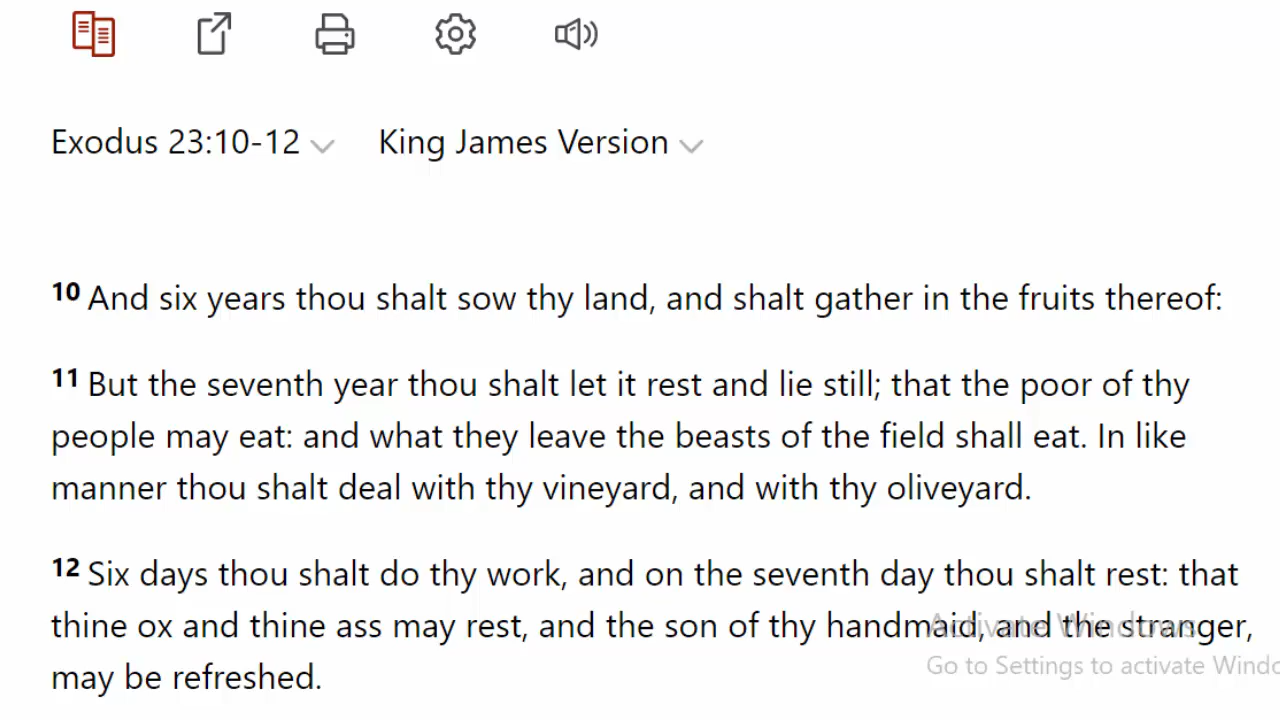 Exodus 23:10-12 King James Version
10 And six years thou shalt sow thy land, and shalt gather in the fruits thereof:
11 But the seventh year thou shalt let it rest and lie still; that the poor of thy
people may eat: and what they leave the beasts of the field shall eat. In like
manner thou shalt deal with thy vineyard, and with thy oliveyard.
12 Six days thou shalt do thy work, and on the seventh day thou shalt rest: that
thine ox and thine ass may rest, and the son of thy handmaid, and the stranger,
may be refreshed.
Activate Windows
Go to Settings to activate Windo